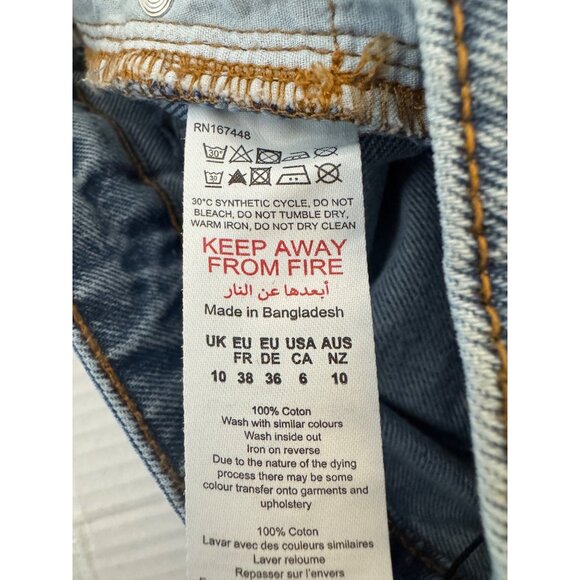 RN167448
30°
30
30°C SYNTHETIC CYCLE, DO NOT
BLEACH, DO NOT TUMBLE DRY,
WARM IRON, DO NOT DRY CLEAN
KEEP AWAY
FROM FIRE
أبعدها عن النار
Made in Bangladesh
UK EU EU USA AUS
FR DE CA NZ
10 38 36 6 10
100% Cotton
Wash with similar colours
Wash inside out
Iron on reverse
Due to the nature of the dying
process there may be some
colour transfer onto garments and
upholstery
100% Coton
Lavar avec des couleurs similaires
Laver reloume
Repasser sur l'envers